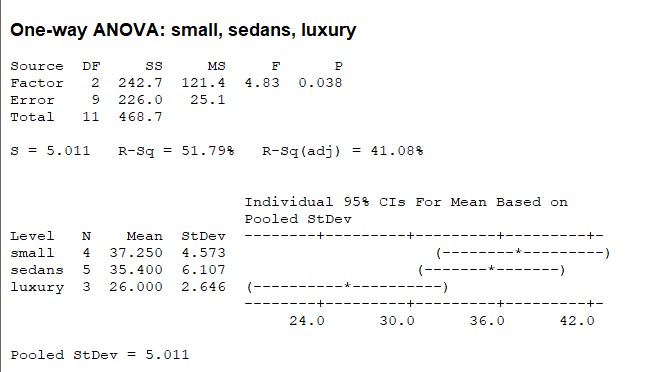 One-way ANOVA: small, sedans, luxury
Source  DF     SS     MS     F      P
Factor   2  242.7  121.4  4.83  0.038
Error    9  226.0   25.1
Total   11  468.7
S = 5.011   R-Sq = 51.79%   R-Sq(adj) = 41.08%
Individual 95% CIs For Mean Based on
Pooled StDev
Level   N    Mean  StDev  --------+---------+---------+---------+-
small   4  37.250  4.573                       (--------*---------)
sedans  5  35.400  6.107                     (-------*-------)
luxury  3  26.000  2.646  (----------*----------)
--------+---------+---------+---------+-
24.0      30.0      36.0      42.0
Pooled StDev = 5.011